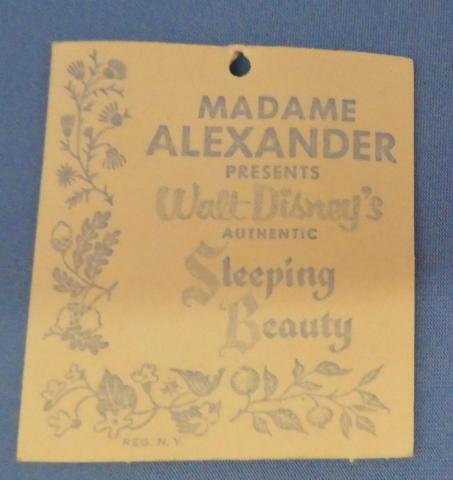 MADAME
ALEXANDER
PRESENTS
Walt Disney's
AUTHENTIC
Sleeping
Beauty
REG. N.Y.